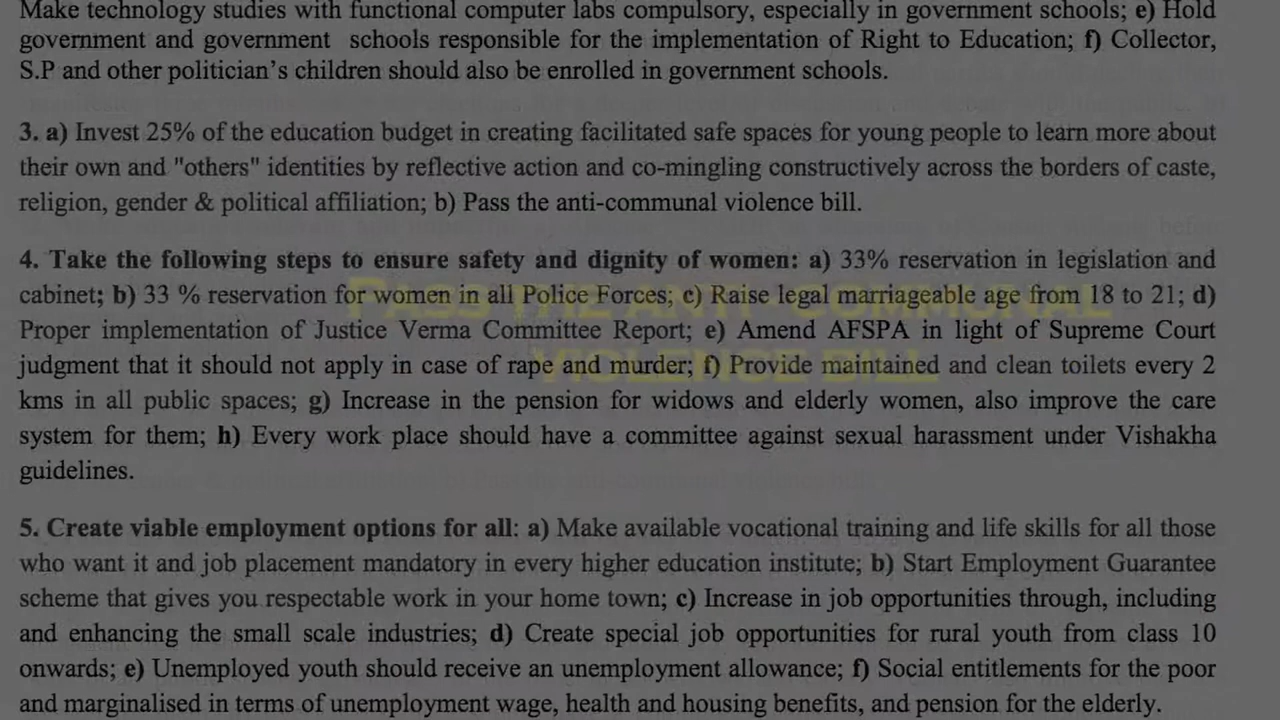 Make technology studies with functional computer labs compulsory, especially in government schools; e) Hold
government and government schools responsible for the implementation of Right to Education; f) Collector,
S.P and other politician’s children should also be enrolled in government schools.
3. a) Invest 25% of the education budget in creating facilitated safe spaces for young people to learn more about
their own and "others" identities by reflective action and co-mingling constructively across the borders of caste,
religion, gender & political affiliation; b) Pass the anti-communal violence bill.
4. Take the following steps to ensure safety and dignity of women: a) 33% reservation in legislation and
cabinet; b) 33 % reservation for women in all Police Forces; c) Raise legal marriageable age from 18 to 21; d)
Proper implementation of Justice Verma Committee Report; e) Amend AFSPA in light of Supreme Court
judgment that it should not apply in case of rape and murder; f) Provide maintained and clean toilets every 2
kms in all public spaces; g) Increase in the pension for widows and elderly women, also improve the care
system for them; h) Every work place should have a committee against sexual harassment under Vishakha
guidelines.
5. Create viable employment options for all: a) Make available vocational training and life skills for all those
who want it and job placement mandatory in every higher education institute; b) Start Employment Guarantee
scheme that gives you respectable work in your home town; c) Increase in job opportunities through, including
and enhancing the small scale industries; d) Create special job opportunities for rural youth from class 10
onwards; e) Unemployed youth should receive an unemployment allowance; f) Social entitlements for the poor
and marginalised in terms of unemployment wage, health and housing benefits, and pension for the elderly.
PASS THE ANTI-COMMUNAL
VIOLENCE BILL